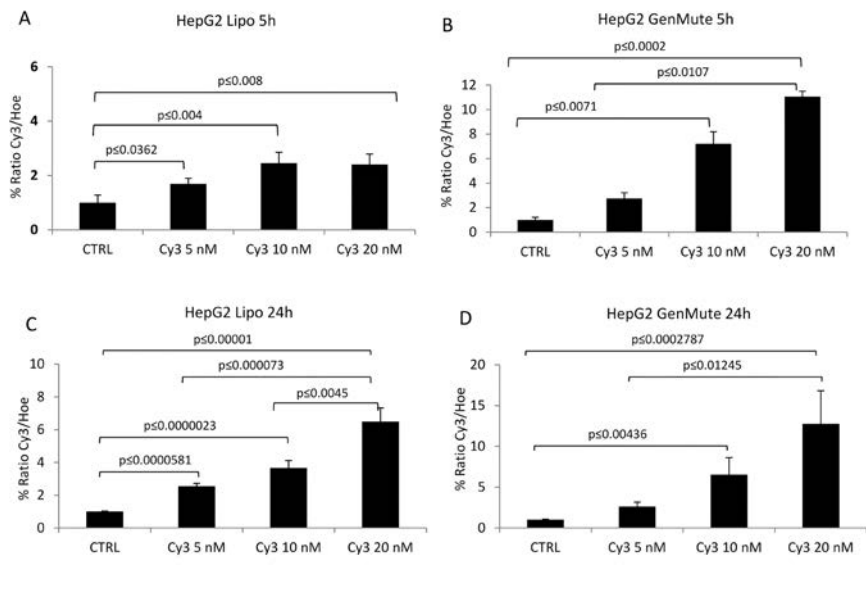 A
HepG2 Lipo 5h
% Ratio Cy3/Hoe
6
4
2
0
p≤0.008
p≤0.004
p≤0.0362
CTRL Cy3 5 nM Cy3 10 nM Cy3 20 nM
B
HepG2 GenMute 5h
% Ratio Cy3/Hoe
12
10
8
6
4
2
0
p≤0.0002
p≤0.0107
p≤0.0071
CTRL Cy3 5 nM Cy3 10 nM Cy3 20 nM
C
HepG2 Lipo 24h
% Ratio Cy3/Hoe
10
8
6
4
2
0
p≤0.00001
p≤0.000073
p≤0.0045
p≤0.0000023
p≤0.0000581
CTRL Cy3 5 nM Cy3 10 nM Cy3 20 nM
D
HepG2 GenMute 24h
% Ratio Cy3/Hoe
20
15
10
5
0
p≤0.0002787
p≤0.01245
p≤0.00436
CTRL Cy3 5 nM Cy3 10 nM Cy3 20 nM